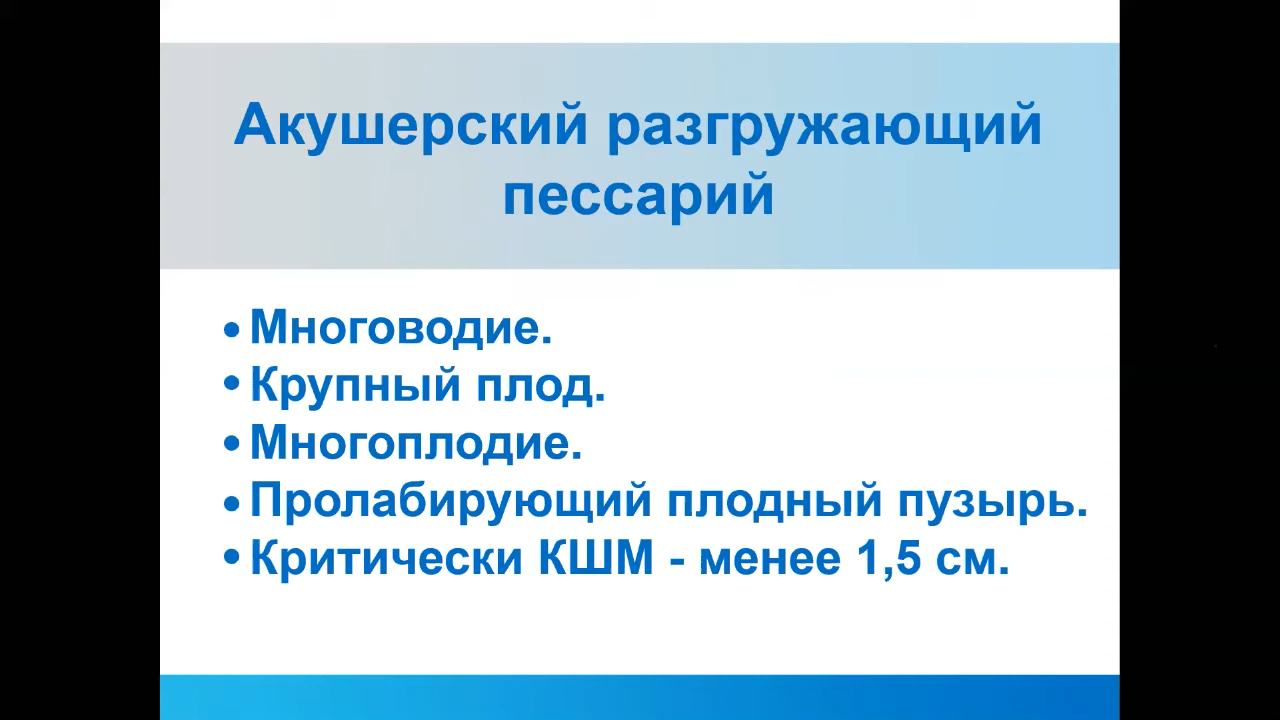 Акушерский разгружающий
пессарий
• Многоводие.
• Крупный плод.
• Многоплодие.
• Пролабирующий плодный пузырь.
• Критически КШМ - менее 1,5 см.